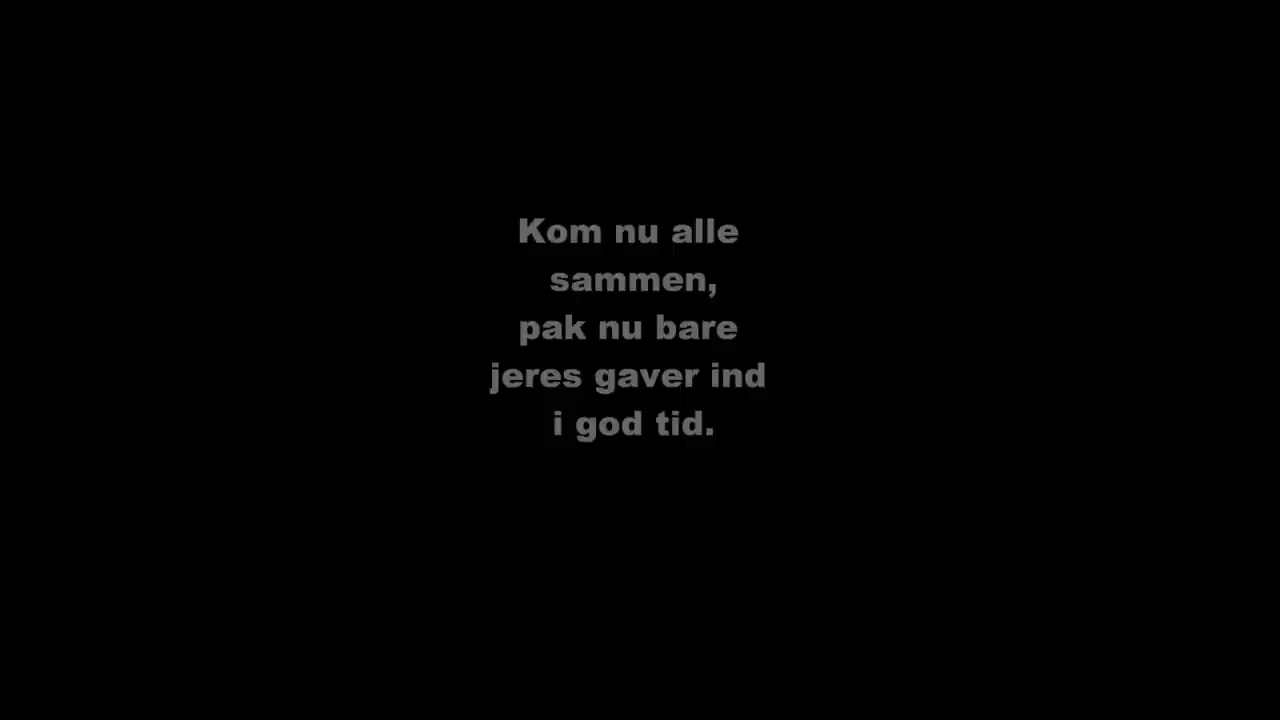 Kom nu alle
sammen,
pak nu bare
jeres gaver ind
i god tid.